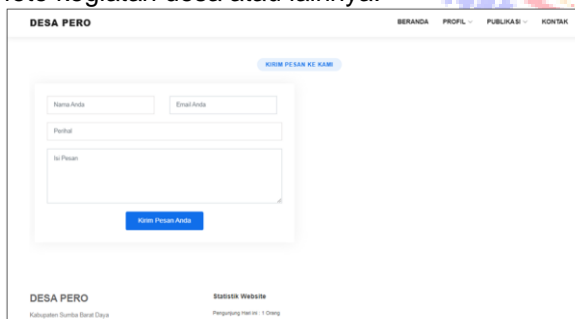 foto kegiatan desa atau lainnya.
DESA PERO
BERANDA PROFIL PUBLIKASI KONTAK
KIRIM PESAN KE KAMI
Nama Anda Email Anda
Perihal
Isi Pesan
Kirim Pesan Anda
DESA PERO Statistik Website
Kabupaten Sumba Barat Daya Pengunjung Hari Ini : 1 Orang